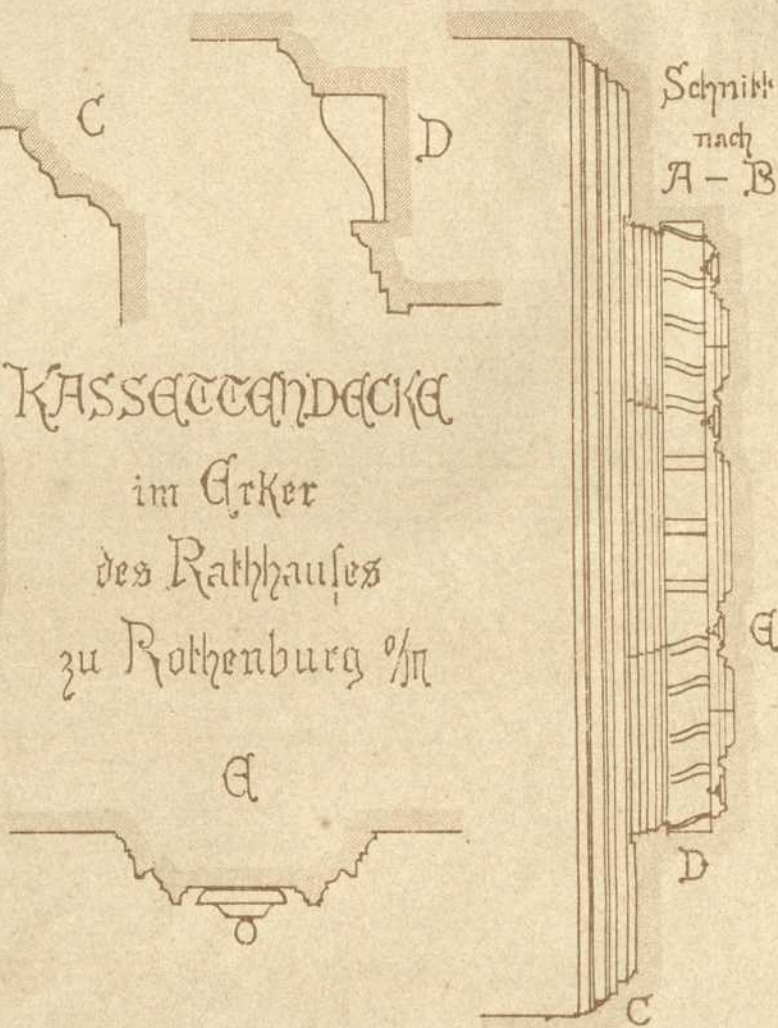 C
D
Schnitt
nach
A – B
KASSETTENDECKE
im Erker
des Rathhauſes
zu Rothenburg o/m
E
E
D
C